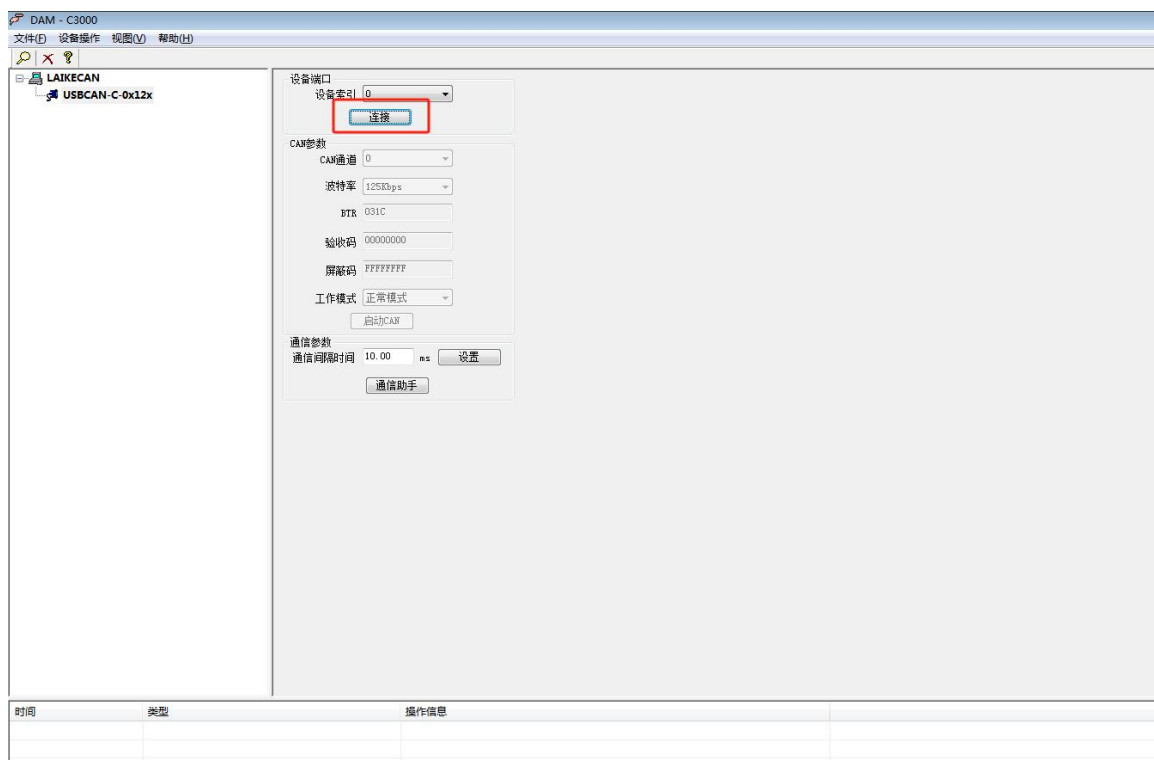 DAM - C3000
文件(F) 设备操作 视图(V) 帮助(H)
LAIKECAN
USBCAN-C-0x12x
设备端口
设备索引 0
连接
CAN参数
CAN通道 0
波特率 125Kbps
BTR 031C
验收码 00000000
屏蔽码 FFFFFFFF
工作模式 正常模式
启动CAN
通信参数
通信间隔时间 10.00 ms 设置
通信助手
时间 类型 操作信息